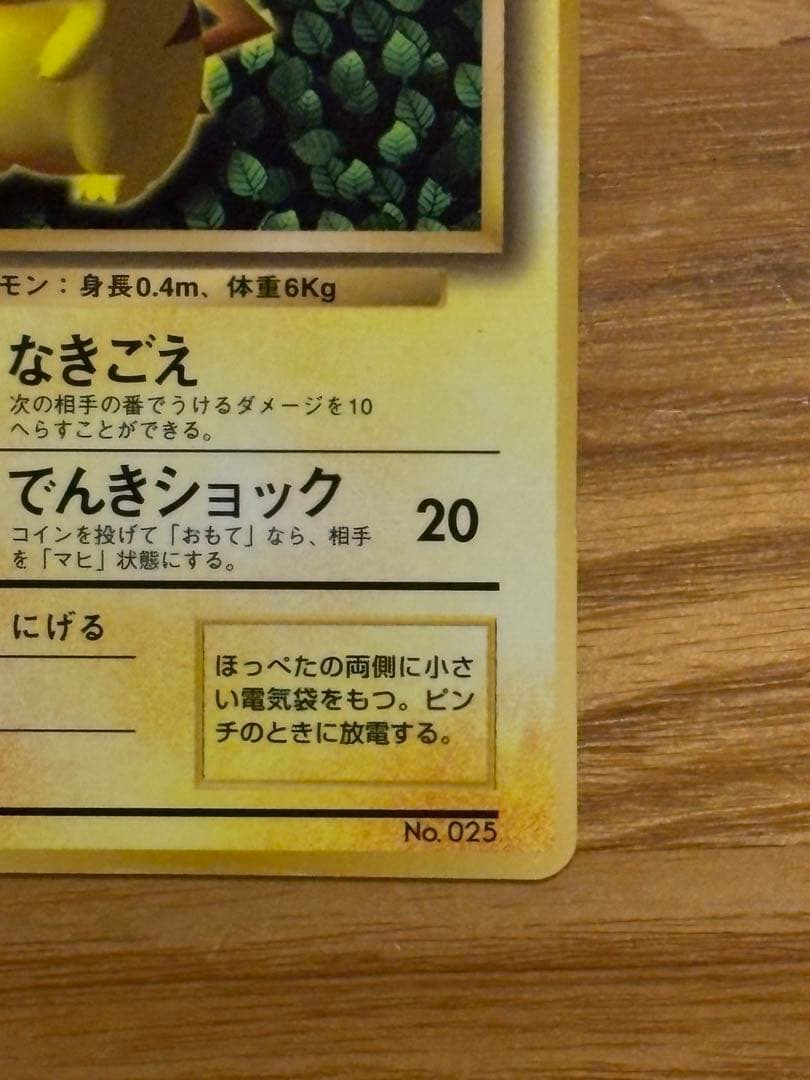 モン：身長0.4m、体重6Kg
なきごえ
次の相手の番でうけるダメージを10
へらすことができる。
でんきショック 20
コインを投げて「おもて」なら、相手
を「マヒ」状態にする。
にげる
ほっぺたの両側に小さ
い電気袋をもつ。ピン
チのときに放電する。
No. 025